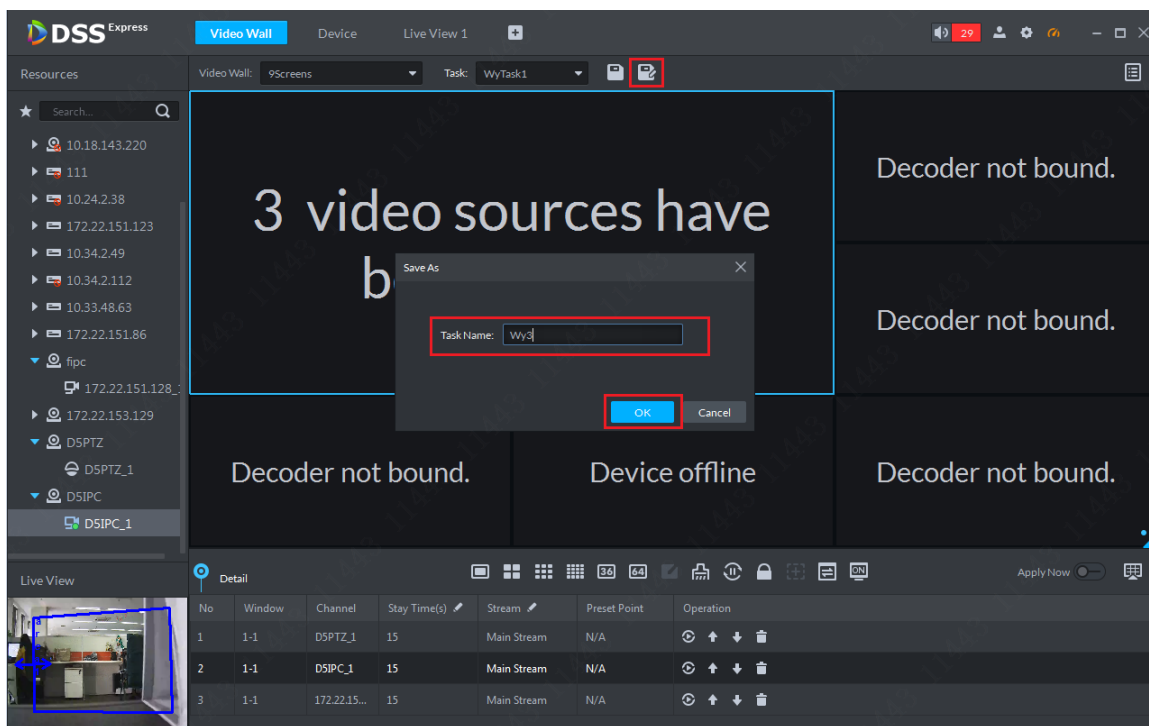 DSS Express
Video Wall
Device
Live View 1
29
Resources
Video Wall: 9Screens
Task: WyTask1
Search...
10.18.143.220
111
10.24.2.38
172.22.151.123
10.34.2.49
10.34.2.112
10.33.48.63
172.22.151.86
fipc
172.22.151.128_
172.22.153.129
D5PTZ
D5PTZ_1
D5IPC
D5IPC_1
3 video sources have
b
Decoder not bound.
Decoder not bound.
Save As
Task Name: Wy3
OK Cancel
Decoder not bound.
Device offline
Decoder not bound.
Live View
Detail
36 64
ON
Apply Now
No Window Channel Stay Time(s) Stream Preset Point Operation
1 1-1 D5PTZ_1 15 Main Stream N/A
2 1-1 D5IPC_1 15 Main Stream N/A
3 1-1 172.22.15... 15 Main Stream N/A